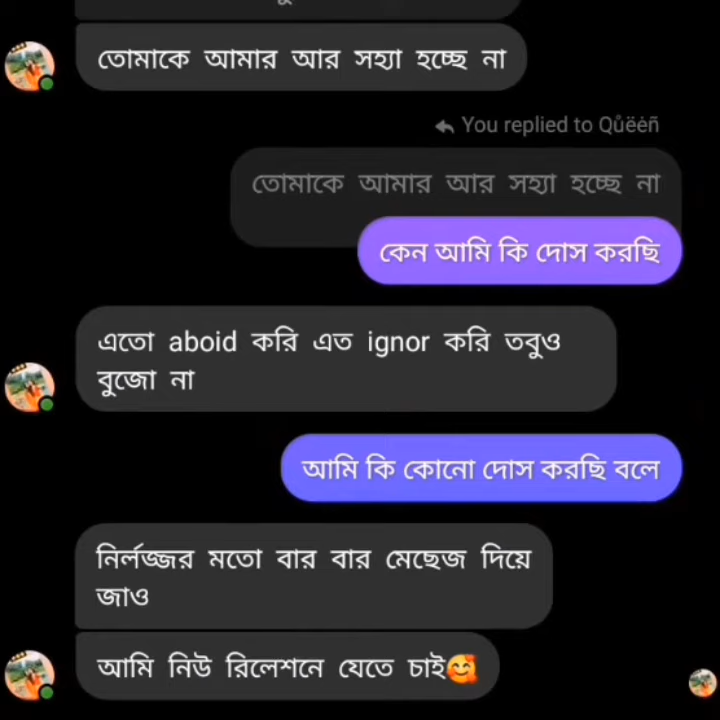 তোমাকে আমার আর সহ্যা হচ্ছে না
You replied to Qůëėñ
তোমাকে আমার আর সহ্যা হচ্ছে না
কেন আমি কি দোস করছি
এতো aboid করি এত ignor করি তবুও
বুজো না
আমি কি কোনো দোস করছি বলে
নির্লজ্জর মতো বার বার মেছেজ দিয়ে
জাও
আমি নিউ রিলেশনে যেতে চাই🥰